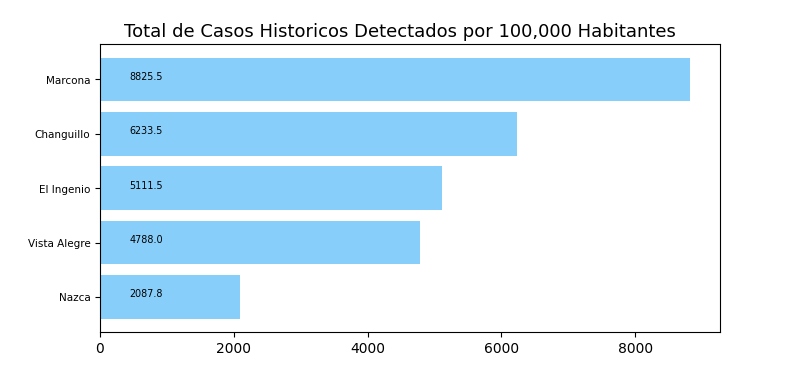 Total de Casos Historicos Detectados por 100,000 Habitantes
Marcona 8825.5
Changuillo 6233.5
El Ingenio 5111.5
Vista Alegre 4788.0
Nazca 2087.8
0 2000 4000 6000 8000